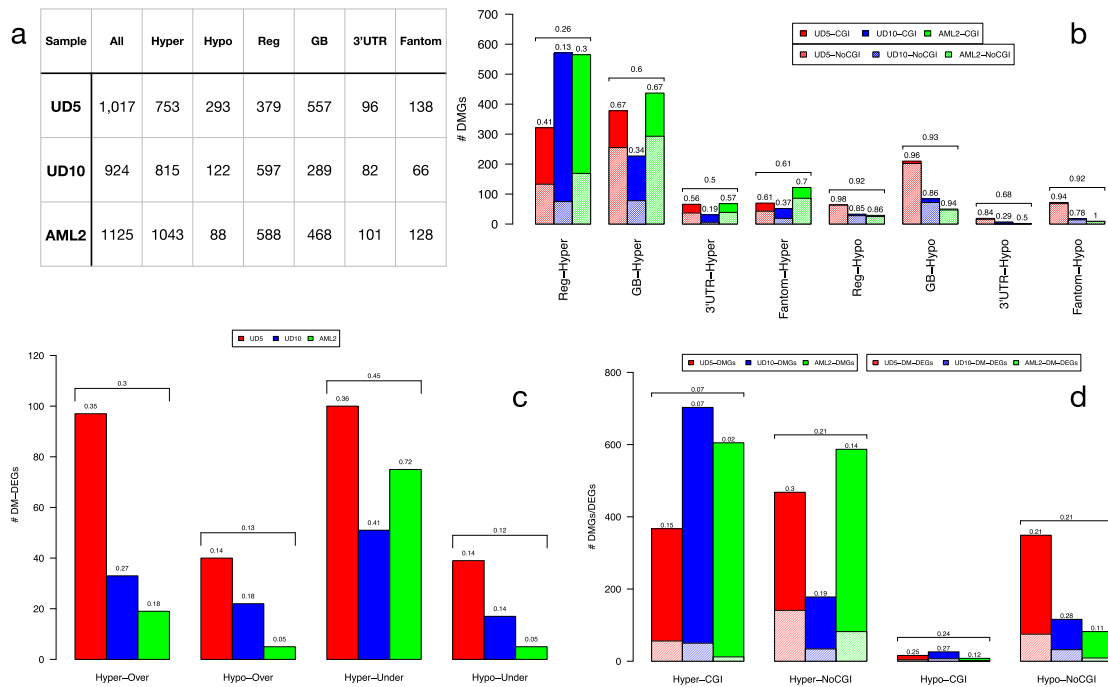 a
Sample All Hyper Hypo Reg GB 3'UTR Fantom
UD5 1,017 753 293 379 557 96 138
UD10 924 815 122 597 289 82 66
AML2 1125 1043 88 588 468 101 128
b
UD5–CGI UD10–CGI AML2–CGI
UD5–NoCGI UD10–NoCGI AML2–NoCGI
# DMGs
700
600
500
400
300
200
100
0
0.26
0.41 0.13 0.3
0.6
0.67 0.34 0.67
0.5
0.56 0.19 0.57
0.61
0.61 0.37 0.7
0.92
0.98 0.85 0.86
0.93
0.96 0.86 0.94
0.68
0.84 0.29 0.5
0.92
0.94 0.78 1
Reg–Hyper
GB–Hyper
3'UTR–Hyper
Fantom–Hyper
Reg–Hypo
GB–Hypo
3'UTR–Hypo
Fantom–Hypo
c
UD5 UD10 AML2
# DM–DEGs
120
100
80
60
40
20
0
0.3
0.35 0.27 0.18
0.13
0.14 0.18 0.05
0.45
0.36 0.41 0.72
0.12
0.14 0.14 0.05
Hyper–Over Hypo–Over Hyper–Under Hypo–Under
d
UD5–DMGs UD10–DMGs AML2–DMGs
UD5–DM–DEGs UD10–DM–DEGs AML2–DM–DEGs
# DMGs/DEGs
800
600
400
200
0
0.07
0.15 0.07 0.02
0.21
0.3 0.19 0.14
0.24
0.25 0.27 0.12
0.21
0.21 0.28 0.11
Hyper–CGI Hyper–NoCGI Hypo–CGI Hypo–NoCGI